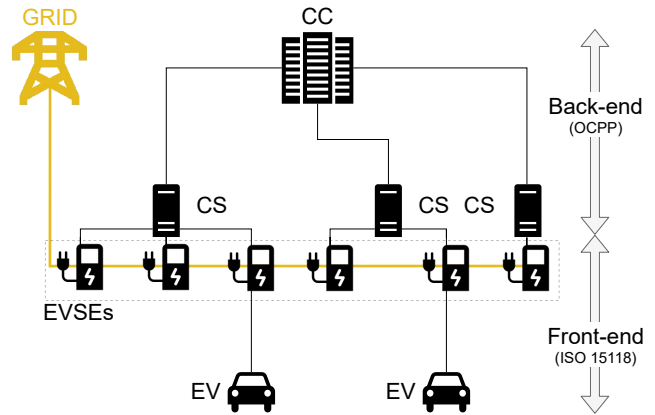 GRID
CC
Back-end
(OCPP)
CS
CS
CS
EVSEs
Front-end
(ISO 15118)
EV
EV